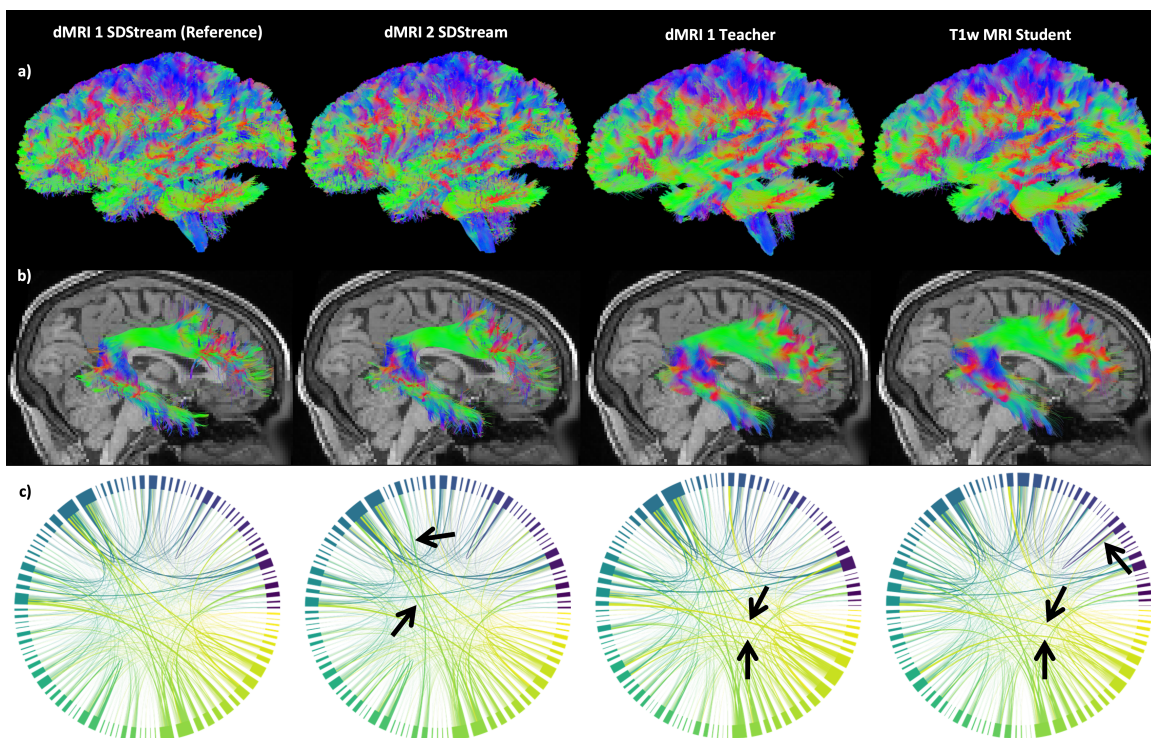 dMRI 1 SDStream (Reference)
dMRI 2 SDStream
dMRI 1 Teacher
T1w MRI Student
a)
b)
c)